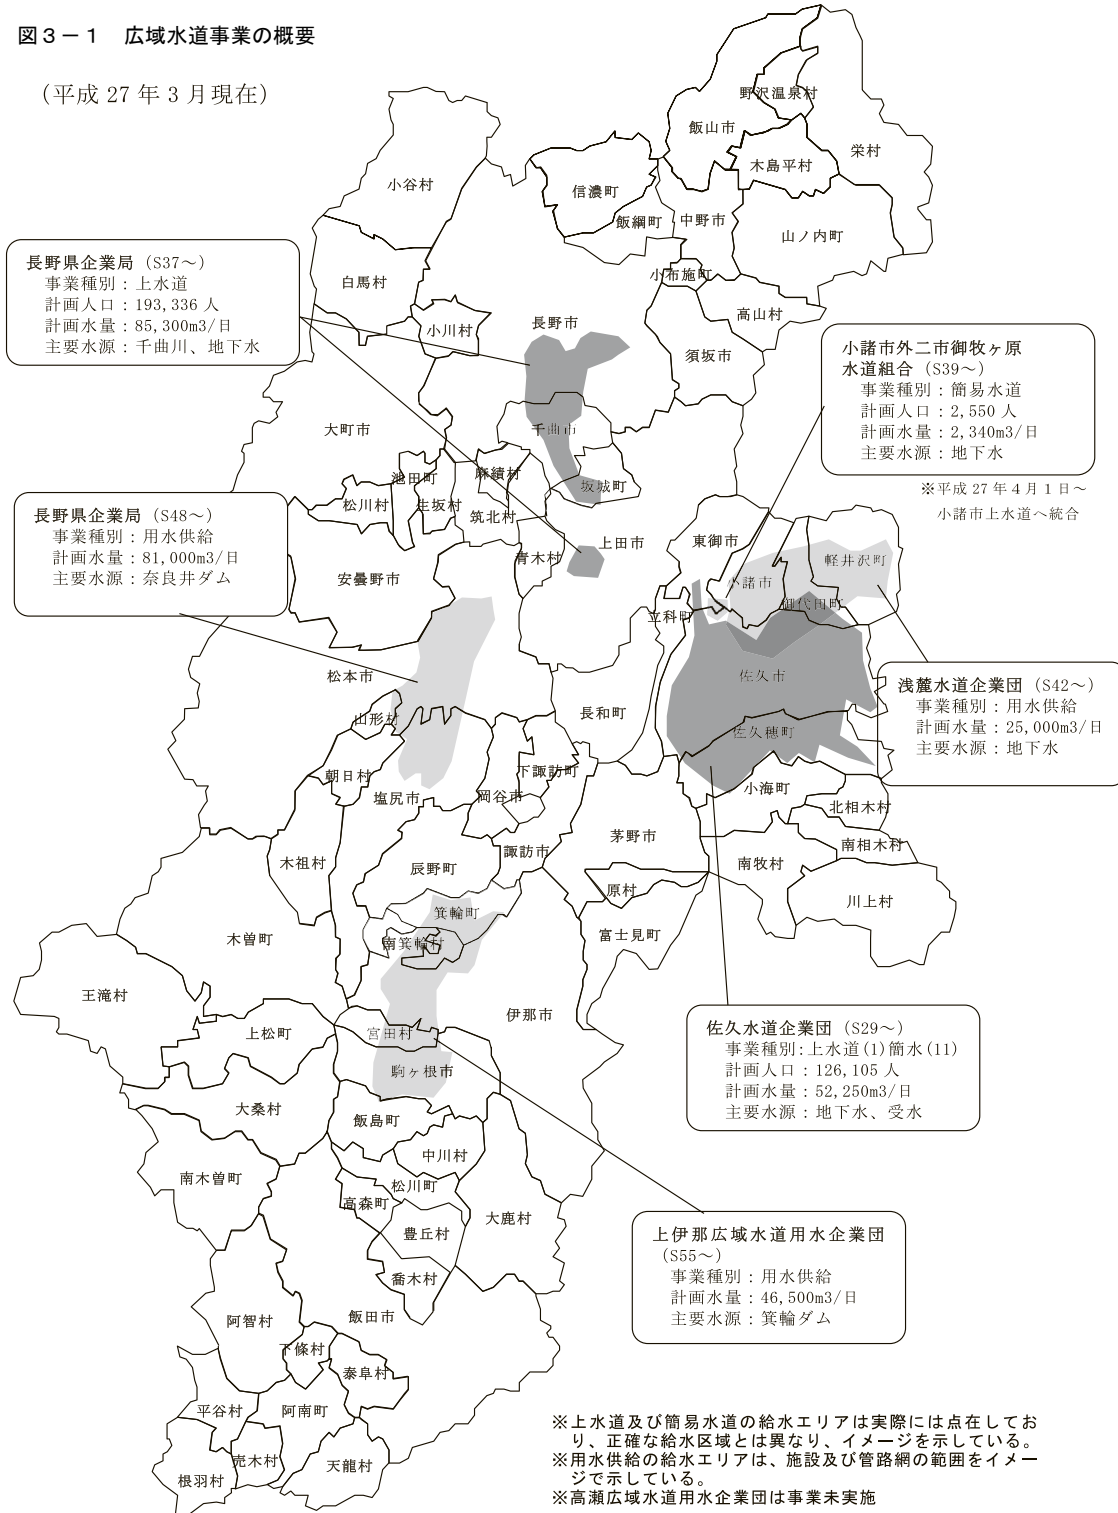 図３－１　広域水道事業の概要
（平成 27 年 3 月現在）
野沢温泉村
飯山市
栄村
木島平村
小谷村
信濃町
飯綱町
中野市
山ノ内町
長野県企業局（S37～）
事業種別：上水道
計画人口：193,336 人
計画水量：85,300m3/日
主要水源：千曲川、地下水
白馬村
小布施町
高山村
小川村
長野市
須坂市
小諸市外二市御牧ヶ原
水道組合（S39～）
事業種別：簡易水道
計画人口：2,550 人
計画水量：2,340m3/日
主要水源：地下水
※平成 27 年４月１日～
小諸市上水道へ統合
大町市
千曲市
池田町
麻績村
坂城町
松川村
生坂村
筑北村
長野県企業局（S48～）
事業種別：用水供給
計画水量：81,000m3/日
主要水源：奈良井ダム
青木村
上田市
東御市
軽井沢町
安曇野市
小諸市
御代田町
立科町
松本市
佐久市
山形村
長和町
佐久穂町
浅麓水道企業団（S42～）
事業種別：用水供給
計画水量：25,000m3/日
主要水源：地下水
朝日村
塩尻市
岡谷市
下諏訪町
小海町
北相木村
木祖村
辰野町
諏訪市
茅野市
南牧村
南相木村
原村
川上村
箕輪町
木曽町
南箕輪村
富士見町
王滝村
上松町
宮田村
伊那市
駒ヶ根市
佐久水道企業団（S29～）
事業種別：上水道(1)簡水(11)
計画人口：126,105 人
計画水量：52,250m3/日
主要水源：地下水、受水
大桑村
飯島町
中川村
南木曽町
松川町
高森町
大鹿村
豊丘村
喬木村
上伊那広域水道用水企業団
（S55～）
事業種別：用水供給
計画水量：46,500m3/日
主要水源：箕輪ダム
阿智村
飯田市
下條村
泰阜村
平谷村
阿南町
売木村
天龍村
根羽村
※上水道及び簡易水道の給水エリアは実際には点在してお
り、正確な給水区域とは異なり、イメージを示している。
※用水供給の給水エリアは、施設及び管路網の範囲をイメー
ジで示している。
※高瀬広域水道用水企業団は事業未実施